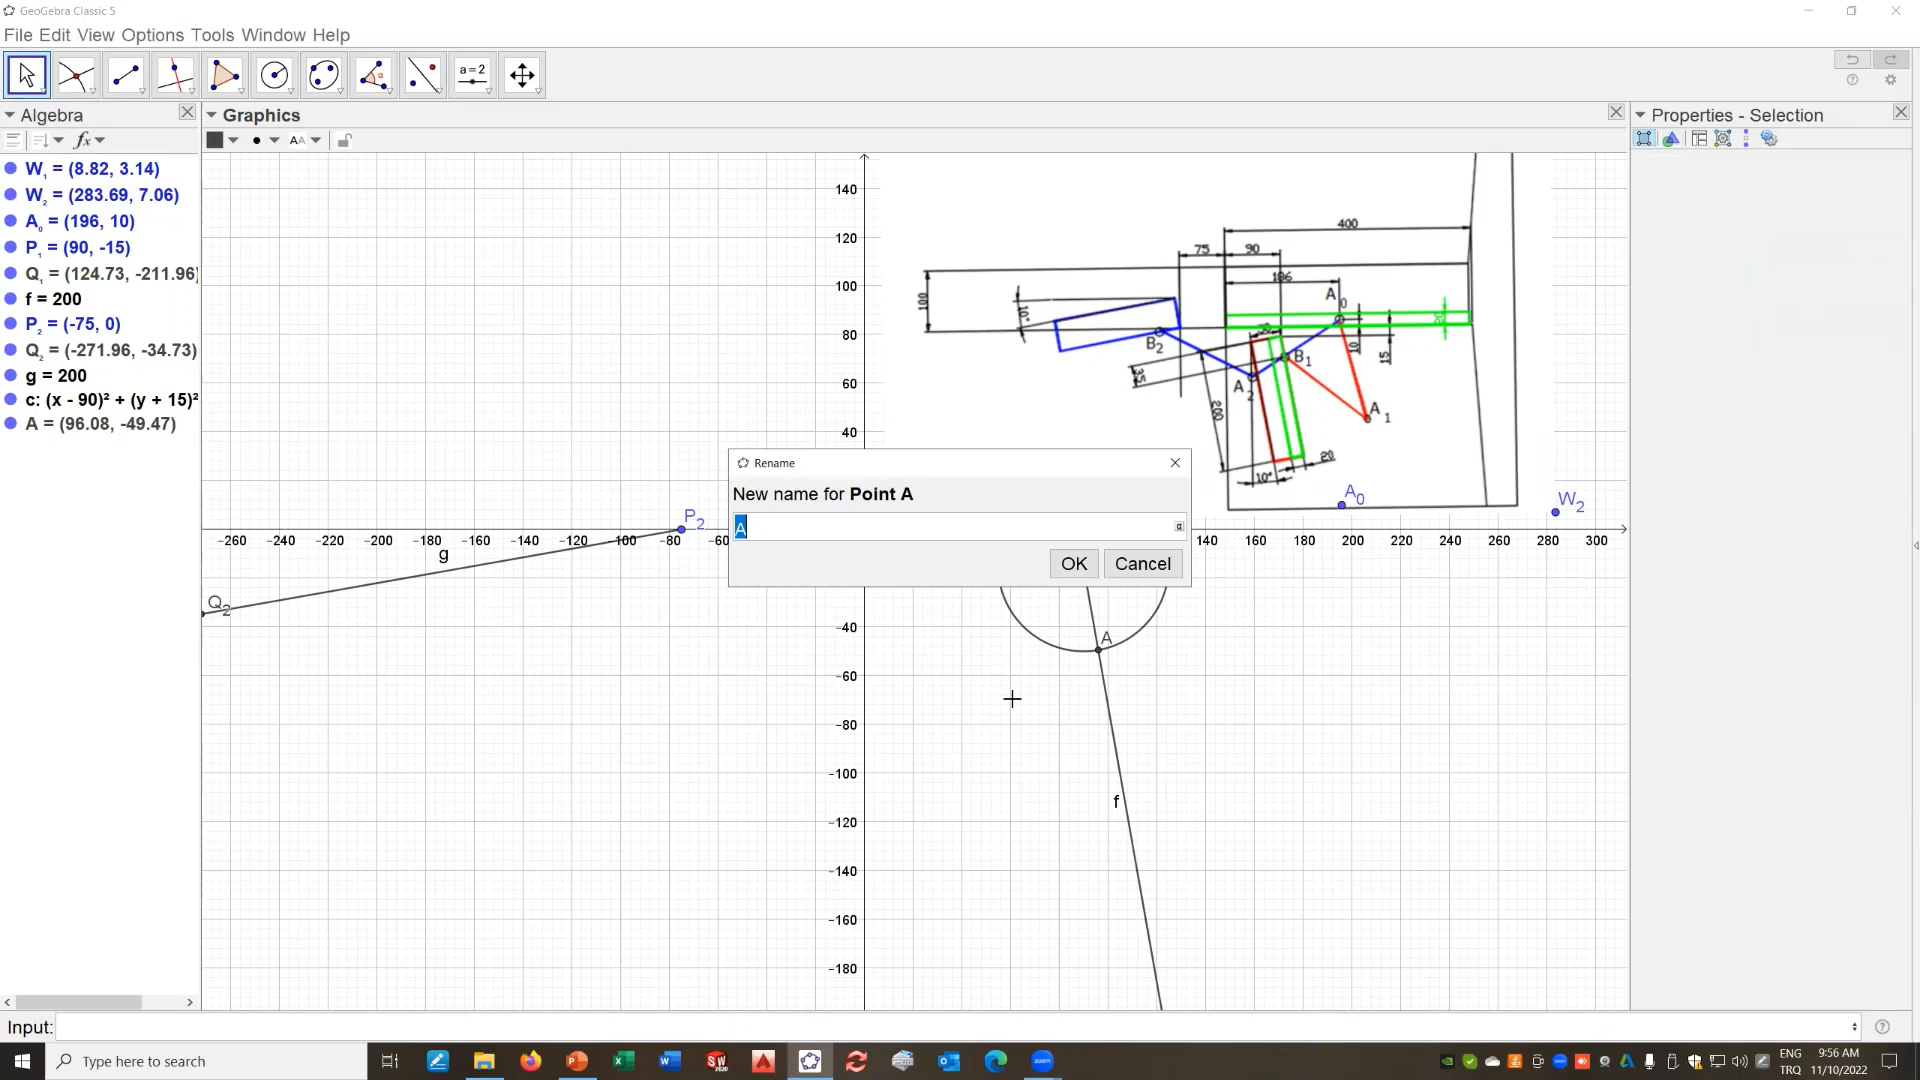 GeoGebra Classic 5
File Edit View Options Tools Window Help
a=2
Algebra
Graphics
Properties - Selection
fx
AA
W₁ = (8.82, 3.14)
W₂ = (283.69, 7.06)
A₀ = (196, 10)
P₁ = (90, -15)
Q₁ = (124.73, -211.96)
f = 200
P₂ = (-75, 0)
Q₂ = (-271.96, -34.73)
g = 200
c: (x - 90)² + (y + 15)²
A = (96.08, -49.47)
140
120
100
80
60
40
400
75
90
186
100
10°
A₀
20
B₂
B₁
10
15
35
A₂
200
A₁
20
10°
Rename
New name for Point A
A
α
OK
Cancel
A₀
W₂
P₂
-260 -240 -220 -200 -180 -160 -140 -120 -100 -80 -60
140 160 180 200 220 240 260 280 300
g
Q₂
-40
A
-60
-80
-100
f
-120
-140
-160
-180
Input:
Type here to search
ENG
TRQ
9:56 AM
11/10/2022